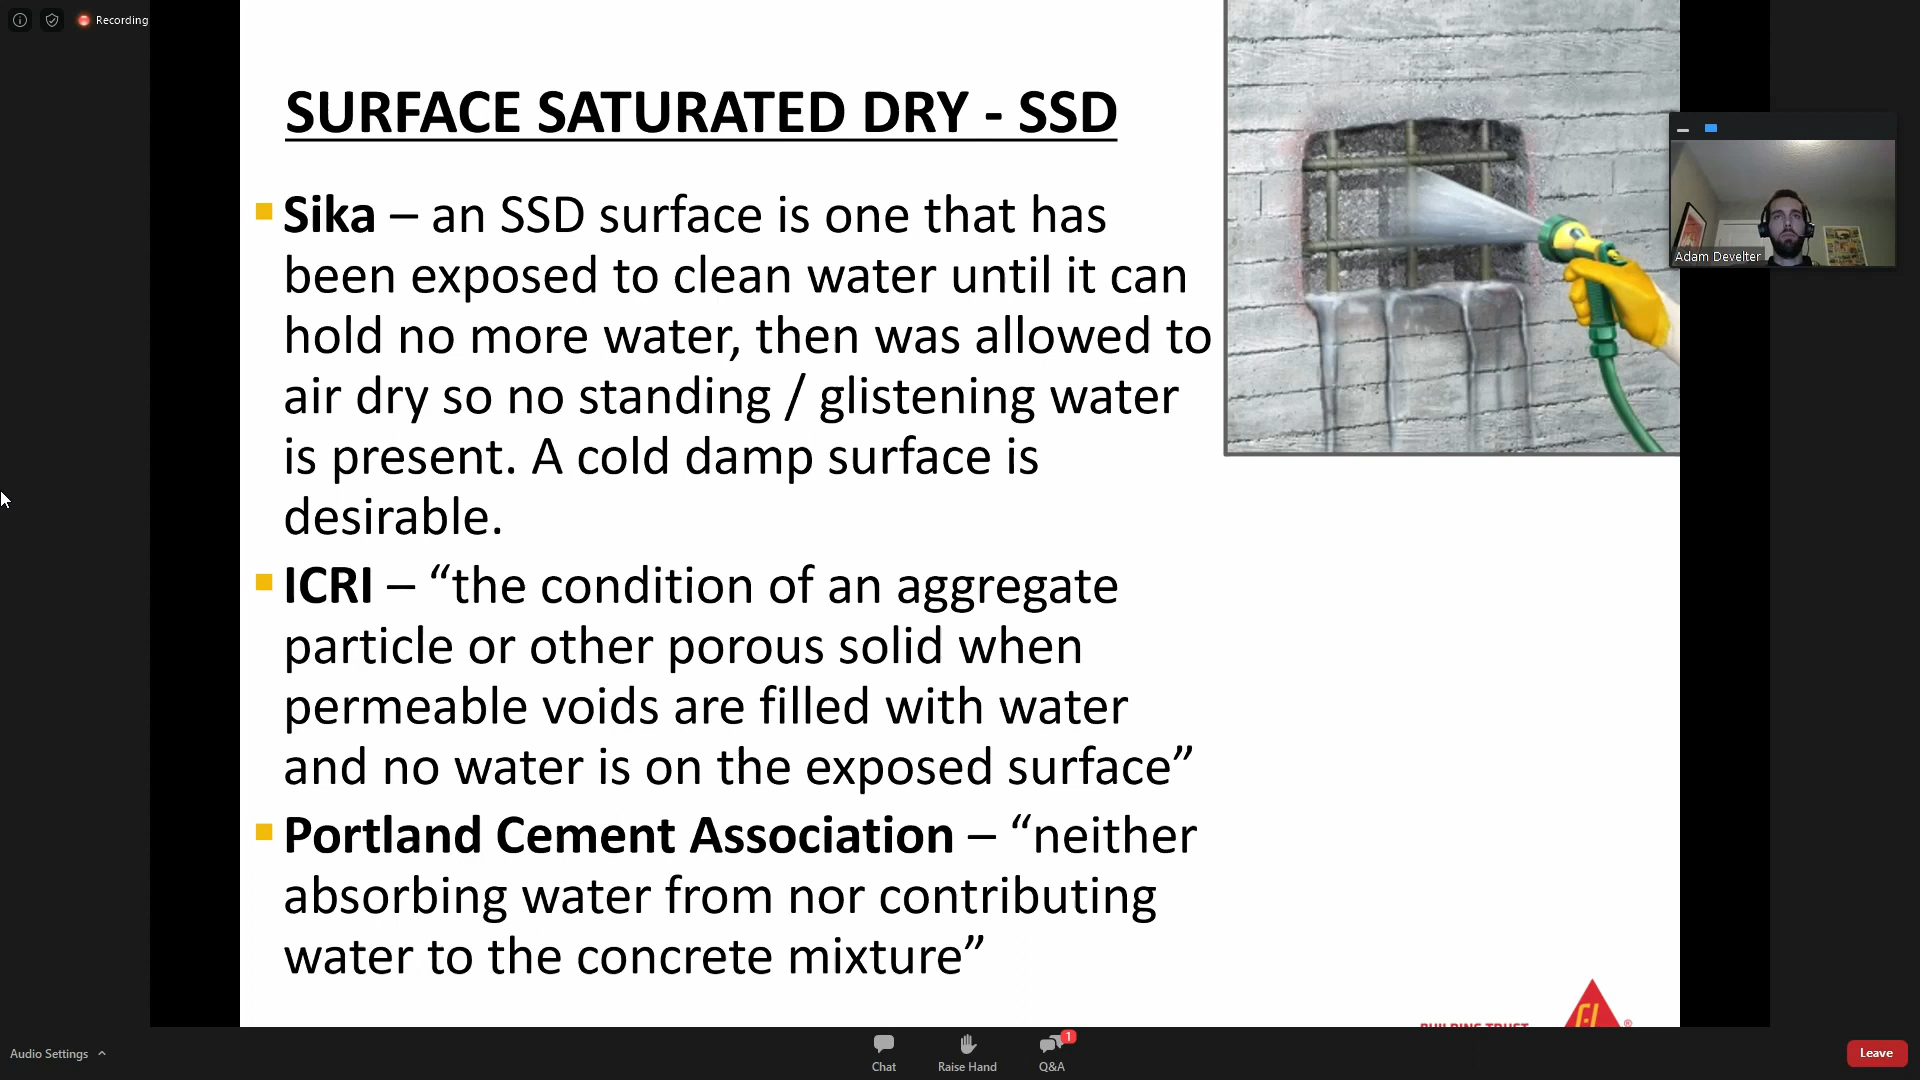 Recording
SURFACE SATURATED DRY - SSD
Sika – an SSD surface is one that has
been exposed to clean water until it can
hold no more water, then was allowed to
air dry so no standing / glistening water
is present. A cold damp surface is
desirable.
ICRI – “the condition of an aggregate
particle or other porous solid when
permeable voids are filled with water
and no water is on the exposed surface”
Portland Cement Association – “neither
absorbing water from nor contributing
water to the concrete mixture”
Adam Develter
BUILDING TRUST
®
Audio Settings
Chat
Raise Hand
Q&A
1
Leave